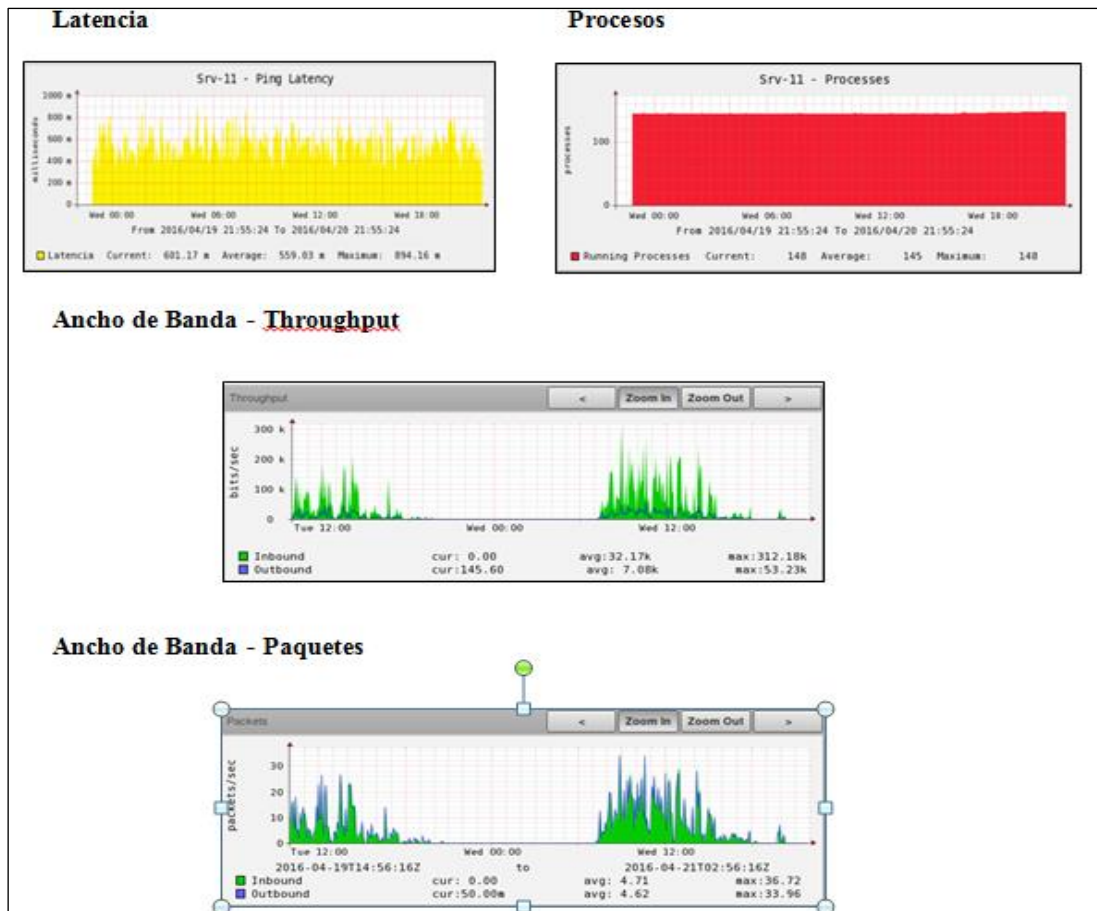 Latencia
Procesos
Srv-11 - Ping Latency
milliseconds
1000 m
800 m
600 m
400 m
200 m
0
Wed 00:00 Wed 06:00 Wed 12:00 Wed 18:00
From 2016/04/19 21:55:24 To 2016/04/20 21:55:24
Latencia Current: 601.17 m Average: 559.03 m Maximum: 894.16 m
Srv-11 - Processes
processes
100
0
Wed 00:00 Wed 06:00 Wed 12:00 Wed 18:00
From 2016/04/19 21:55:24 To 2016/04/20 21:55:24
Running Processes Current: 148 Average: 145 Maximum: 148
Ancho de Banda - Throughput
Throughput
< Zoom In Zoom Out >
bits/sec
300 k
200 k
100 k
0
Tue 12:00 Wed 00:00 Wed 12:00
Inbound cur: 0.00 avg:32.17k max:312.18k
Outbound cur:145.60 avg: 7.08k max:53.23k
Ancho de Banda - Paquetes
Packets
< Zoom In Zoom Out >
packets/sec
30
20
10
0
Tue 12:00 Wed 00:00 Wed 12:00
2016-04-19T14:56:16Z to 2016-04-21T02:56:16Z
Inbound cur: 0.00 avg: 4.71 max:36.72
Outbound cur:50.00m avg: 4.62 max:33.96